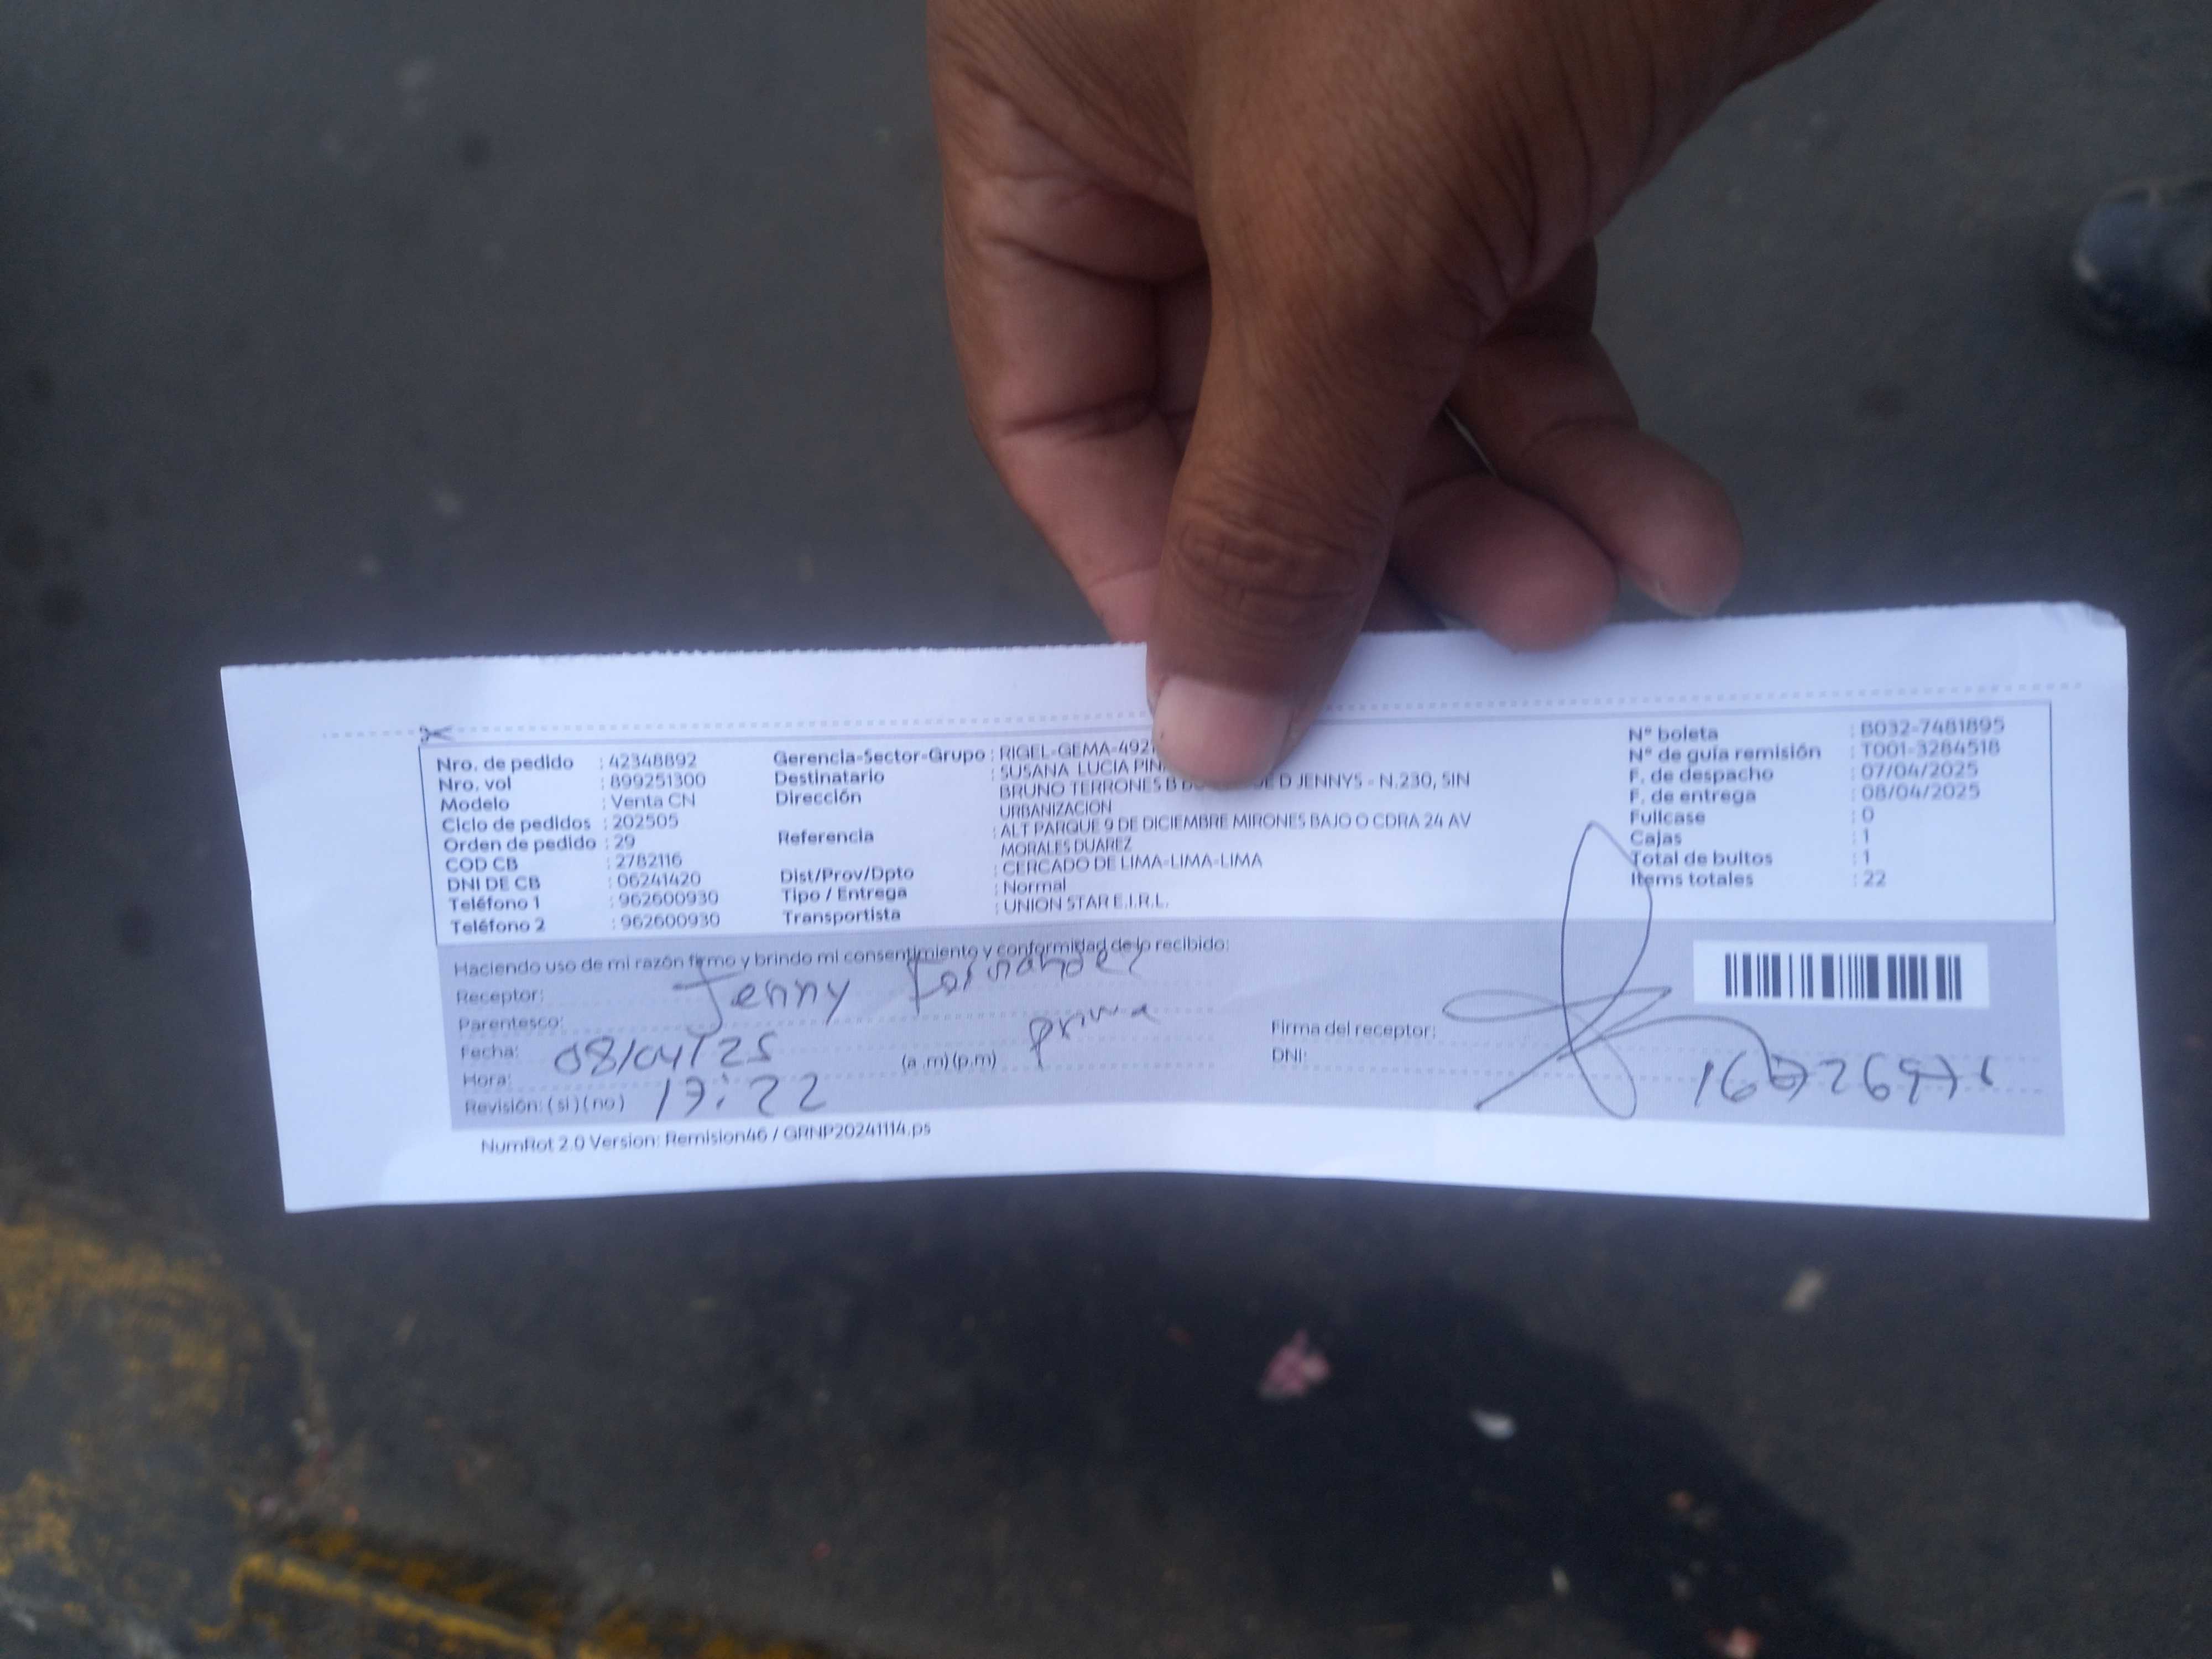 Nro. de pedido : 42348892
Nro. vol : 899251300
Modelo : Venta CN
Ciclo de pedidos : 202505
Orden de pedido : 29
COD CB : 2782116
DNI DE CB : 06241420
Teléfono 1 : 962600930
Teléfono 2 : 962600930
Gerencia-Sector-Grupo : RIGEL-GEMA-492
Destinatario : SUSANA LUCIA
Dirección BRUNO TERRONES D JENNYS - N.230, SIN
URBANIZACION
Referencia : ALT PARQUE 9 DE DICIEMBRE MIRONES BAJO O CDRA 24 AV
MORALES DUAREZ
Dist/Prov/Dpto : CERCADO DE LIMA-LIMA-LIMA
Tipo / Entrega : Normal
Transportista : UNION STAR E.I.R.L.
N° boleta : B032-7481895
N° de guía remisión : T001-3284518
F. de despacho : 07/04/2025
F. de entrega : 08/04/2025
Fullcase : 0
Cajas : 1
Total de bultos : 1
Items totales : 22
Haciendo uso de mi razón firmo y brindo mi consentimiento y conformidad de lo recibido:
Receptor: Jenny Fernandez
Parentesco: prima
Fecha: 08/04/25
Hora: 17:22 (a.m)(p.m)
Revisión: (si)(no)
Firma del receptor:
DNI:
NumRot 2.0 Version: Remision46 / GRNP20241114.ps